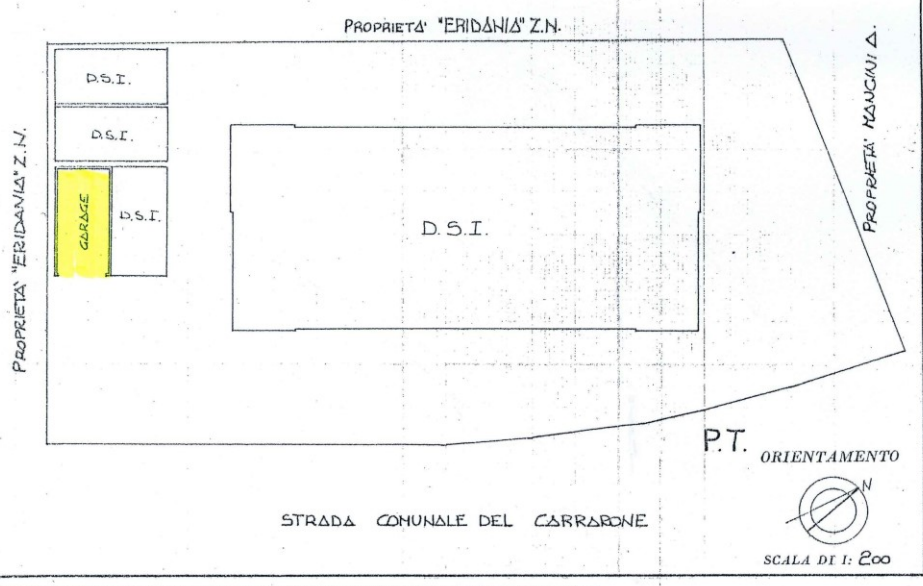 PROPRIETA' "ERIDANIA" Z.N.
PROPRIETA' MANCINI A.
PROPRIETA' "ERIDANIA" Z.N.
D.S.I.
D.S.I.
GARAGE
D.S.I.
D.S.I.
P.T.
ORIENTAMENTO
N
STRADA COMUNALE DEL CARRARONE
SCALA DI 1: 200